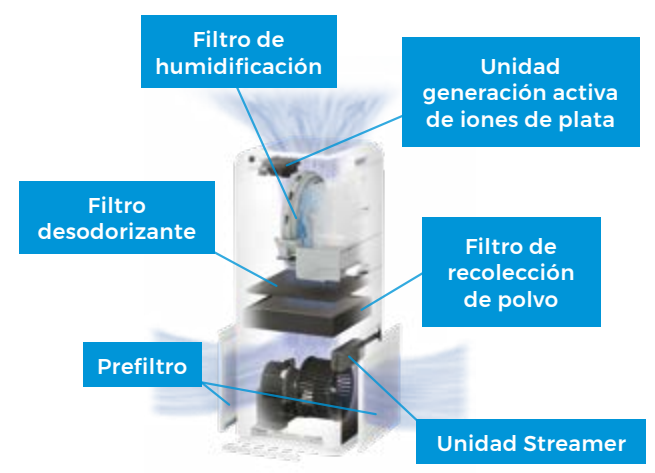 Filtro de
humidificación
Unidad
generación activa
de iones de plata
Filtro
desodorizante
Filtro de
recolección
de polvo
Prefiltro
Unidad Streamer